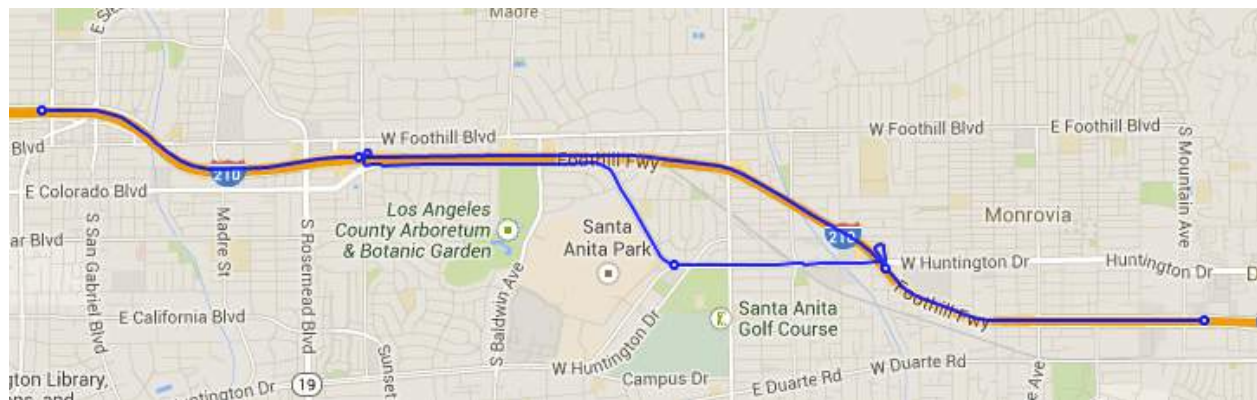 Madre
E Sie
W Foothill Blvd
W Foothill Blvd
E Foothill Blvd
Blvd
Foothill Fwy
210
E Colorado Blvd
S San Gabriel Blvd
Madre St
S Rosemead Blvd
Los Angeles
County Arboretum
& Botanic Garden
Santa
Anita Park
S Baldwin Ave
210
Monrovia
S Mountain Ave
ar Blvd
W Huntington Dr
Huntington Dr
D
Foothill Fwy
E California Blvd
Santa Anita
Golf Course
W Huntington Dr
Sunset
19
Campus Dr
E Duarte Rd
W Duarte Rd
e Ave
gton Library,
untington Dr